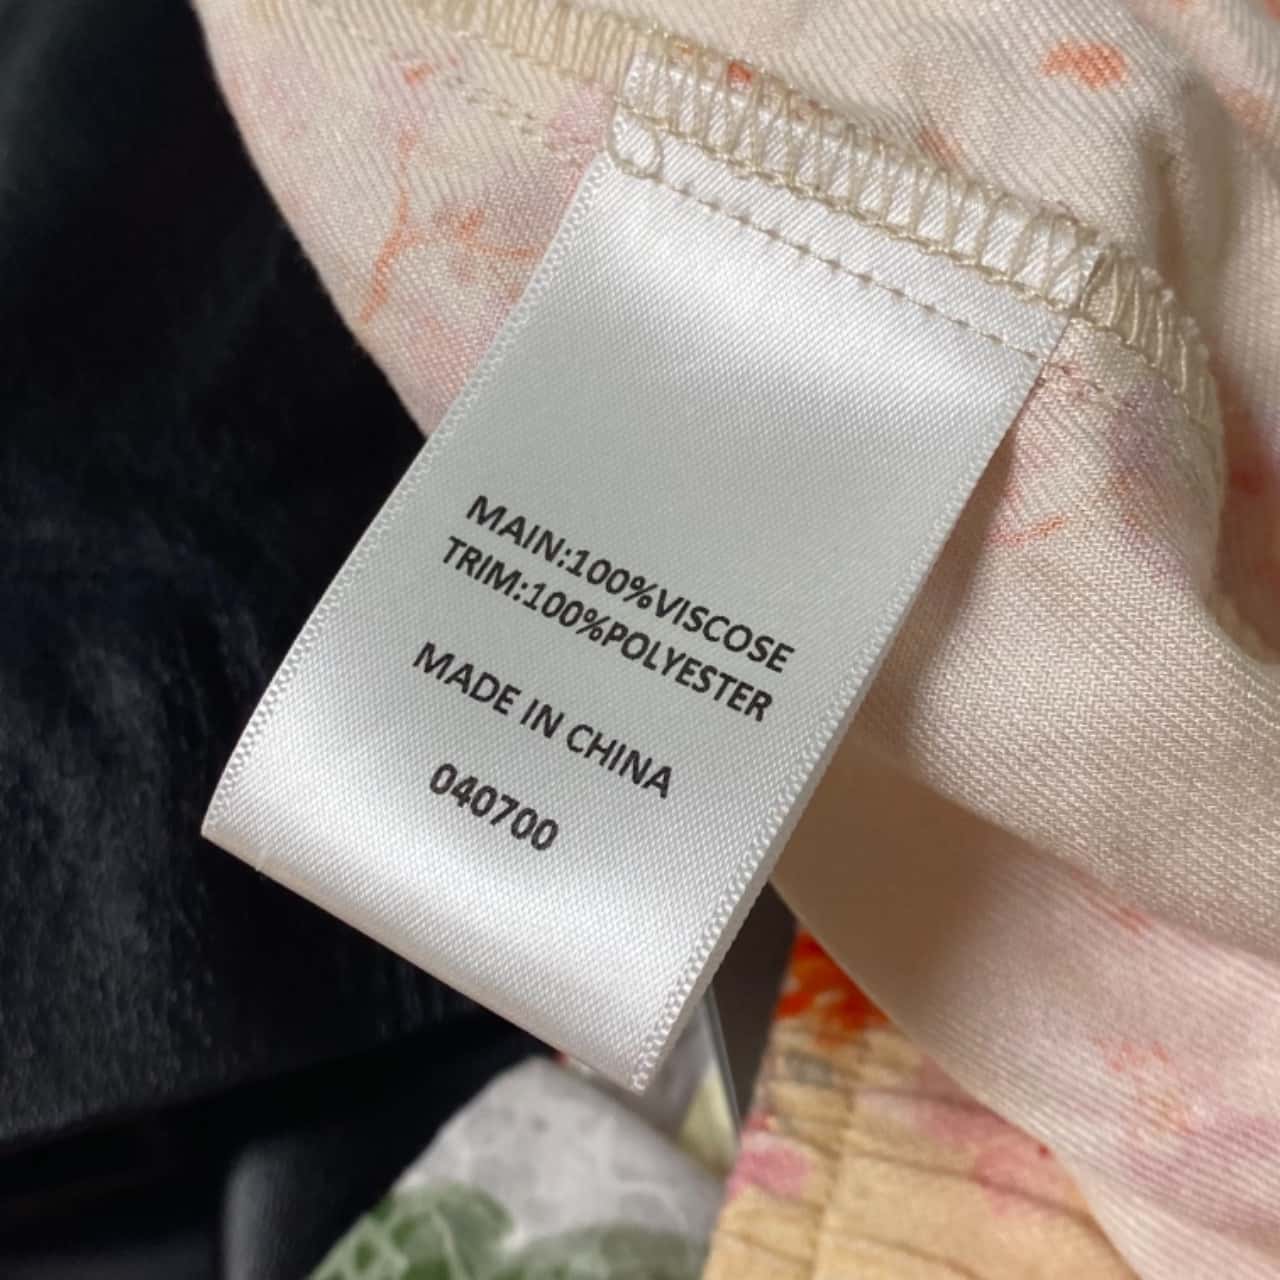 MAIN:100%VISCOSE
TRIM:100%POLYESTER
MADE IN CHINA
040700